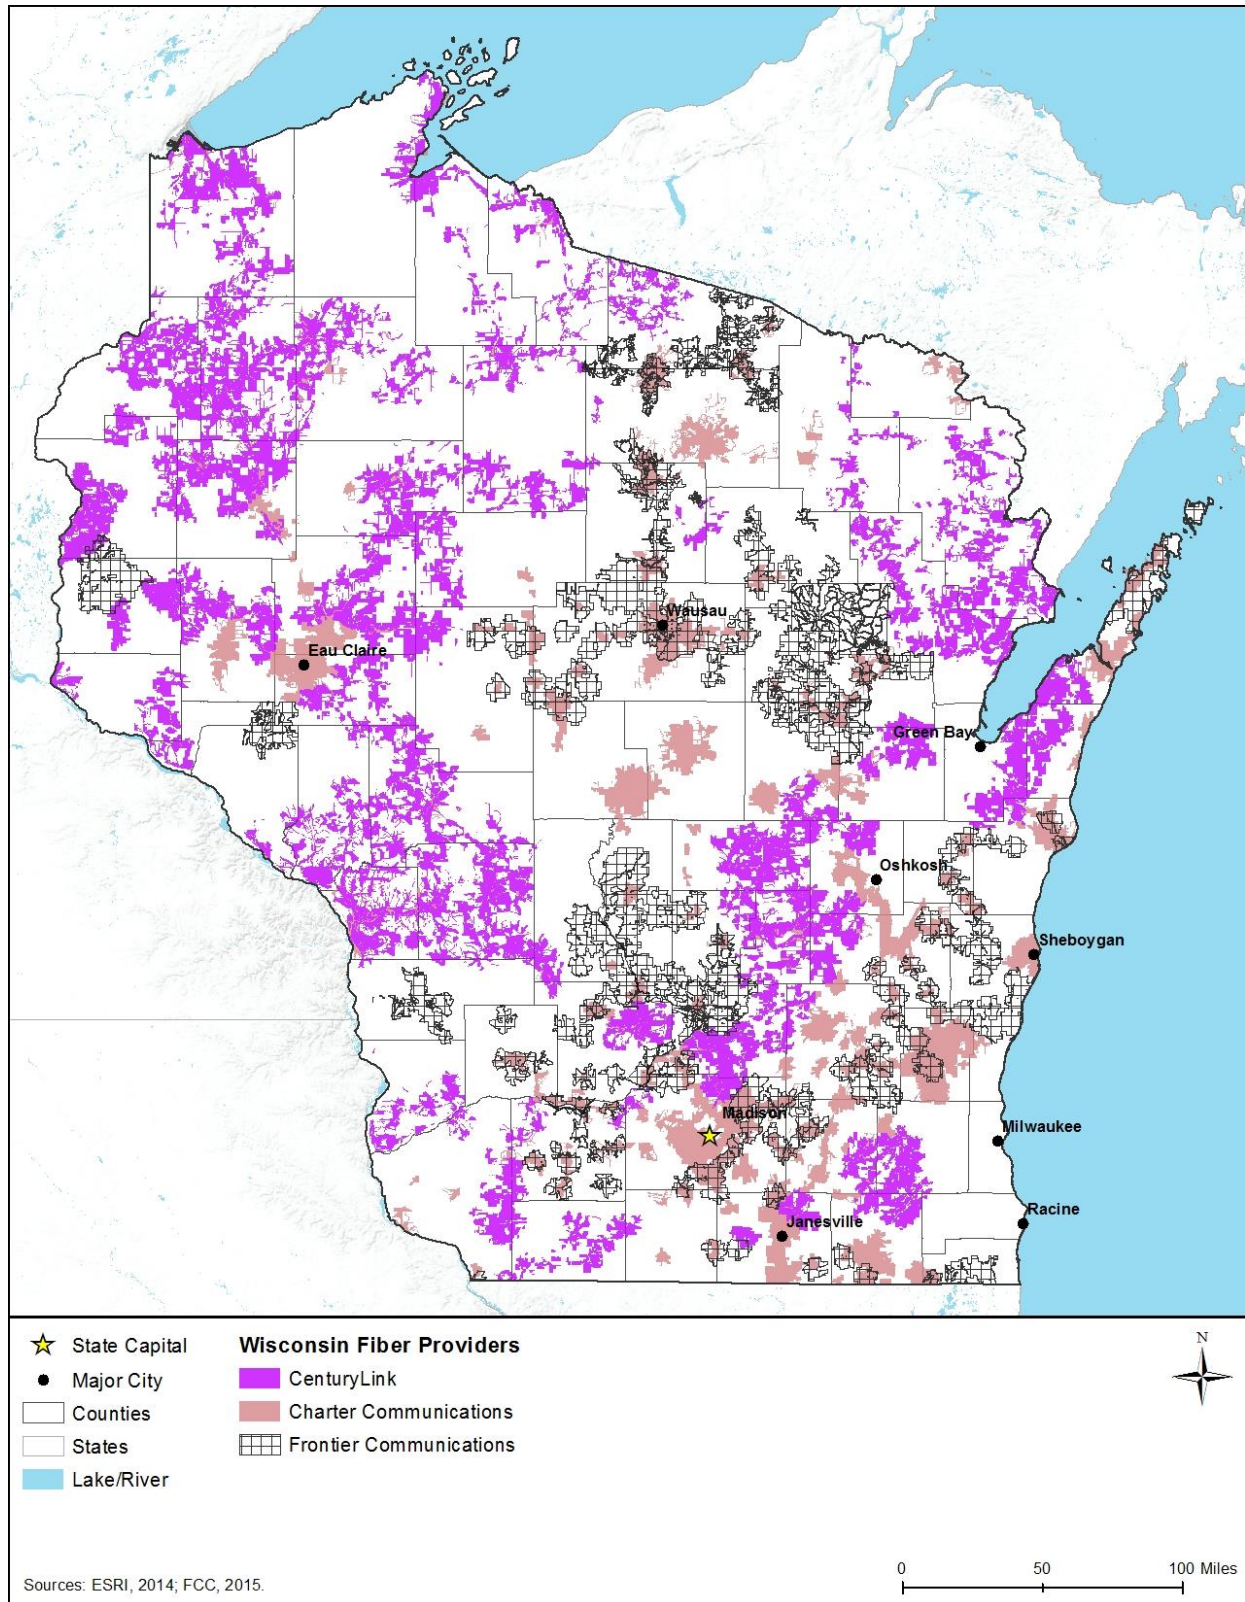 Wausau
Eau Claire
Green Bay
Oshkosh
Sheboygan
Madison
Milwaukee
Racine
Janesville
State Capital
Major City
Counties
States
Lake/River
Wisconsin Fiber Providers
CenturyLink
Charter Communications
Frontier Communications
N
Sources: ESRI, 2014; FCC, 2015.
0 50 100 Miles